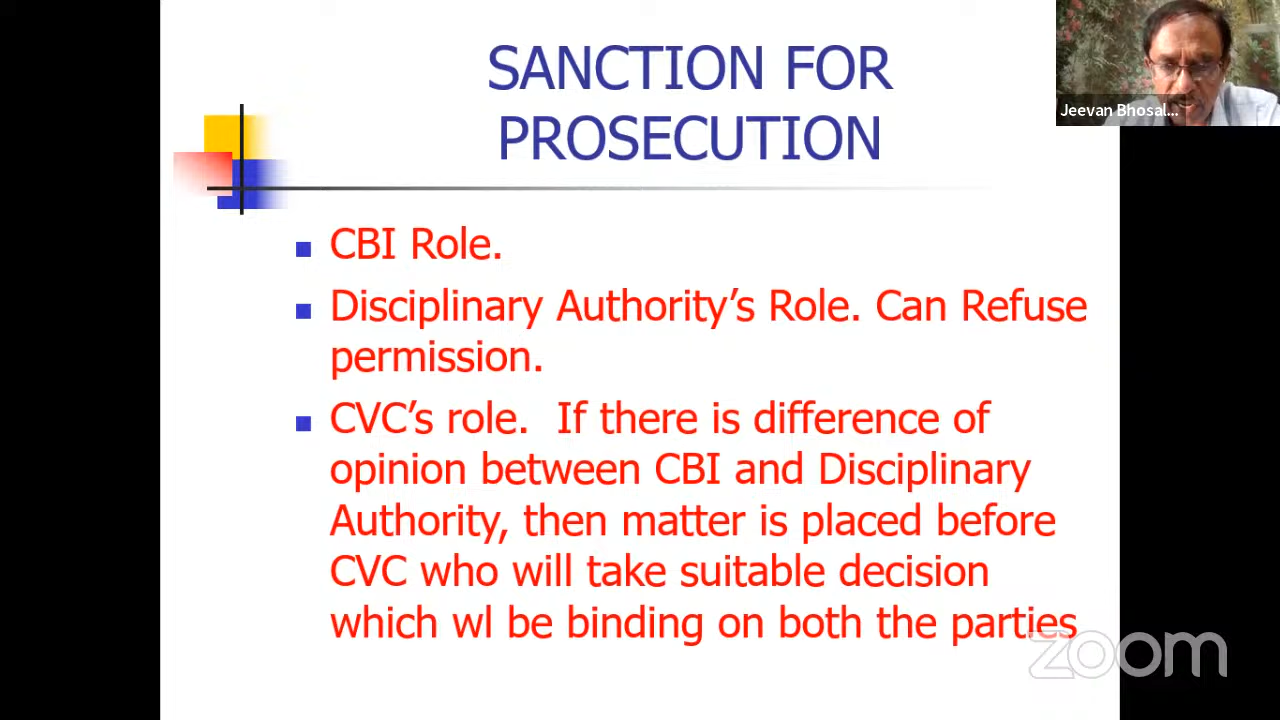 SANCTION FOR
PROSECUTION
Jeevan Bhosal...
CBI Role.
Disciplinary Authority’s Role. Can Refuse
permission.
CVC’s role.  If there is difference of
opinion between CBI and Disciplinary
Authority, then matter is placed before
CVC who will take suitable decision
which wl be binding on both the parties
zoom